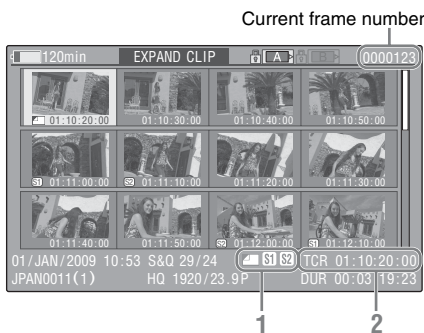 Current frame number
120min EXPAND CLIP A B 0000123
01:10:20:00 01:10:30:00 01:10:40:00 01:10:50:00
S1 01:11:00:00 S2 01:11:10:00 01:11:20:00 01:11:30:00
01:11:40:00 01:11:50:00 S2 01:12:00:00 S1 01:12:10:00
01/JAN/2009 10:53 S&Q 29/24 S1 S2 TCR 01:10:20:00
JPAN0011(1) HQ 1920/23.9P DUR 00:03:19:23
1 2